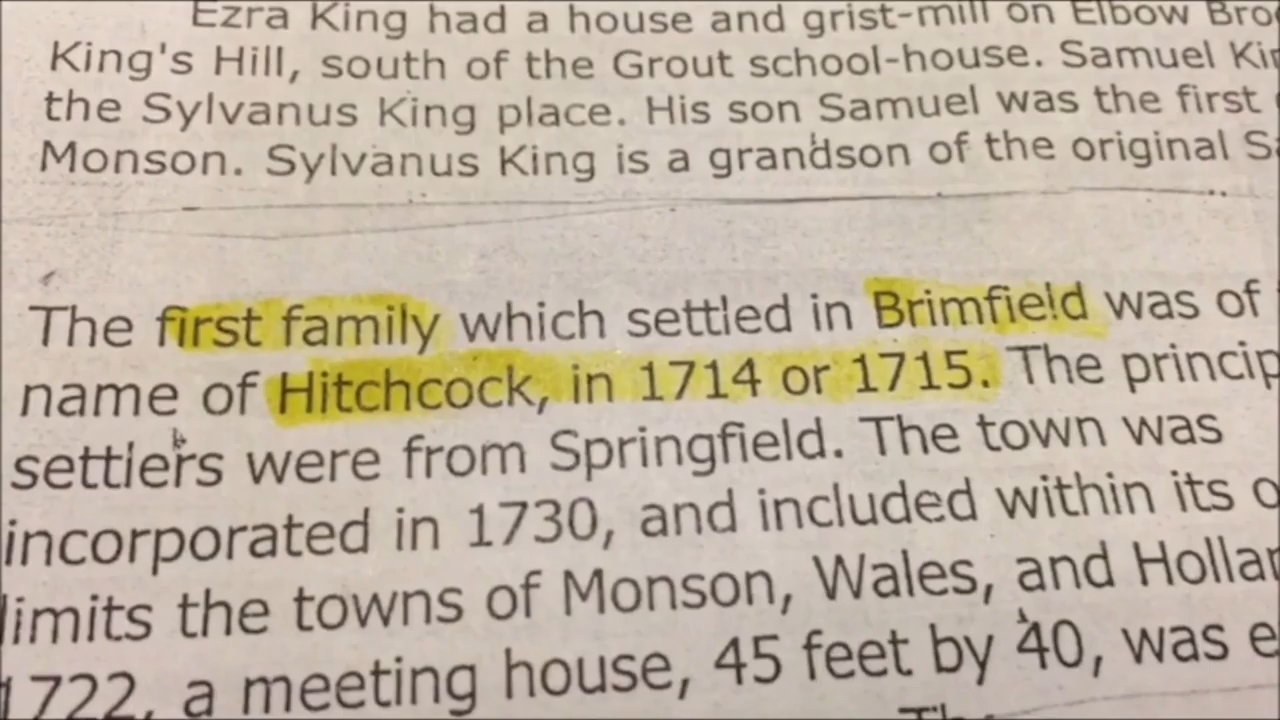 Ezra King had a house and grist-mill on Elbow
King's Hill, south of the Grout school-house. Samuel
the Sylvanus King place. His son Samuel was the first
Monson. Sylvanus King is a grandson of the original
The first family which settled in Brimfield was of
name of Hitchcock, in 1714 or 1715. The
settlers were from Springfield. The town was
incorporated in 1730, and included within its
limits the towns of Monson, Wales, and
1722, a meeting house, 45 feet by 40, was